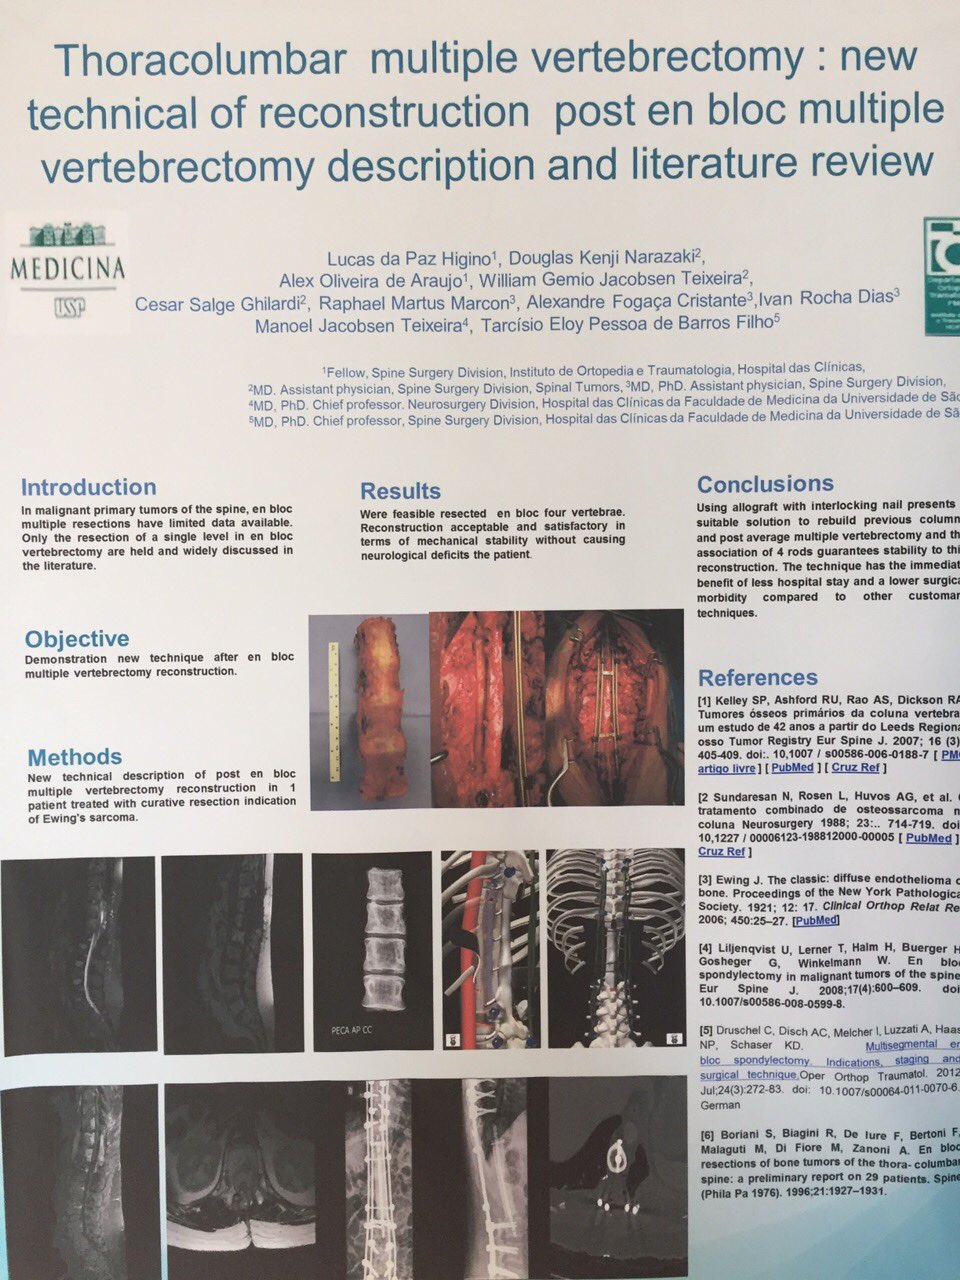 Thoracolumbar multiple vertebrectomy : new
technical of reconstruction post en bloc multiple
vertebrectomy description and literature review
MEDICINA
USP
Lucas da Paz Higino1, Douglas Kenji Narazaki2,
Alex Oliveira de Araujo1, William Gemio Jacobsen Teixeira2,
Cesar Salge Ghilardi2, Raphael Martus Marcon3, Alexandre Fogaça Cristante3,Ivan Rocha Dias3
Manoel Jacobsen Teixeira4, Tarcísio Eloy Pessoa de Barros Filho5
1Fellow, Spine Surgery Division, Instituto de Ortopedia e Traumatologia, Hospital das Clínicas,
2MD. Assistant physician, Spine Surgery Division, Spinal Tumors, 3MD, PhD. Assistant physician, Spine Surgery Division,
4MD, PhD. Chief professor. Neurosurgery Division, Hospital das Clínicas da Faculdade de Medicina da Universidade de São
5MD, PhD. Chief professor, Spine Surgery Division, Hospital das Clínicas da Faculdade de Medicina da Universidade de Sã
Introduction
In malignant primary tumors of the spine, en bloc
multiple resections have limited data available.
Only the resection of a single level in en bloc
vertebrectomy are held and widely discussed in
the literature.
Objective
Demonstration new technique after en bloc
multiple vertebrectomy reconstruction.
Methods
New technical description of post en bloc
multiple vertebrectomy reconstruction in 1
patient treated with curative resection indication
of Ewing's sarcoma.
Results
Were feasible resected en bloc four vertebrae.
Reconstruction acceptable and satisfactory in
terms of mechanical stability without causing
neurological deficits the patient.
PECA AP CC
Conclusions
Using allograft with interlocking nail presents
suitable solution to rebuild previous column
and post average multiple vertebrectomy and th
association of 4 rods guarantees stability to thi
reconstruction. The technique has the immediat
benefit of less hospital stay and a lower surgica
morbidity compared to other customar
techniques.
References
[1] Kelley SP, Ashford RU, Rao AS, Dickson RA
Tumores ósseos primários da coluna vertebra
um estudo de 42 anos a partir do Leeds Regiona
osso Tumor Registry Eur Spine J. 2007; 16 (3)
405-409. doi:. 10,1007 / s00586-006-0188-7 [ PM
artigo livre ] [ PubMed ] [ Cruz Ref ]
[2 Sundaresan N, Rosen L, Huvos AG, et al.
tratamento combinado de osteossarcoma n
coluna Neurosurgery 1988; 23:.. 714-719. doi
10,1227 / 00006123-198812000-00005 [ PubMed ]
Cruz Ref ]
[3] Ewing J. The classic: diffuse endothelioma o
bone. Proceedings of the New York Pathologica
Society. 1921; 12: 17. Clinical Orthop Relat Re
2006; 450:25–27. [PubMed]
[4] Liljenqvist U, Lerner T, Halm H, Buerger H
Gosheger G, Winkelmann W. En bloc
spondylectomy in malignant tumors of the spine
Eur Spine J. 2008;17(4):600–609. doi
10.1007/s00586-008-0599-8.
[5] Druschel C, Disch AC, Melcher I, Luzzati A, Haas
NP, Schaser KD. Multisegmental en
bloc spondylectomy. Indications, staging and
surgical technique.Oper Orthop Traumatol. 2012
Jul;24(3):272-83. doi: 10.1007/s00064-011-0070-6.
German
[6] Boriani S, Biagini R, De Iure F, Bertoni F,
Malaguti M, Di Fiore M, Zanoni A. En bloc
resections of bone tumors of the thora- columbar
spine: a preliminary report on 29 patients. Spine
(Phila Pa 1976). 1996;21:1927–1931.